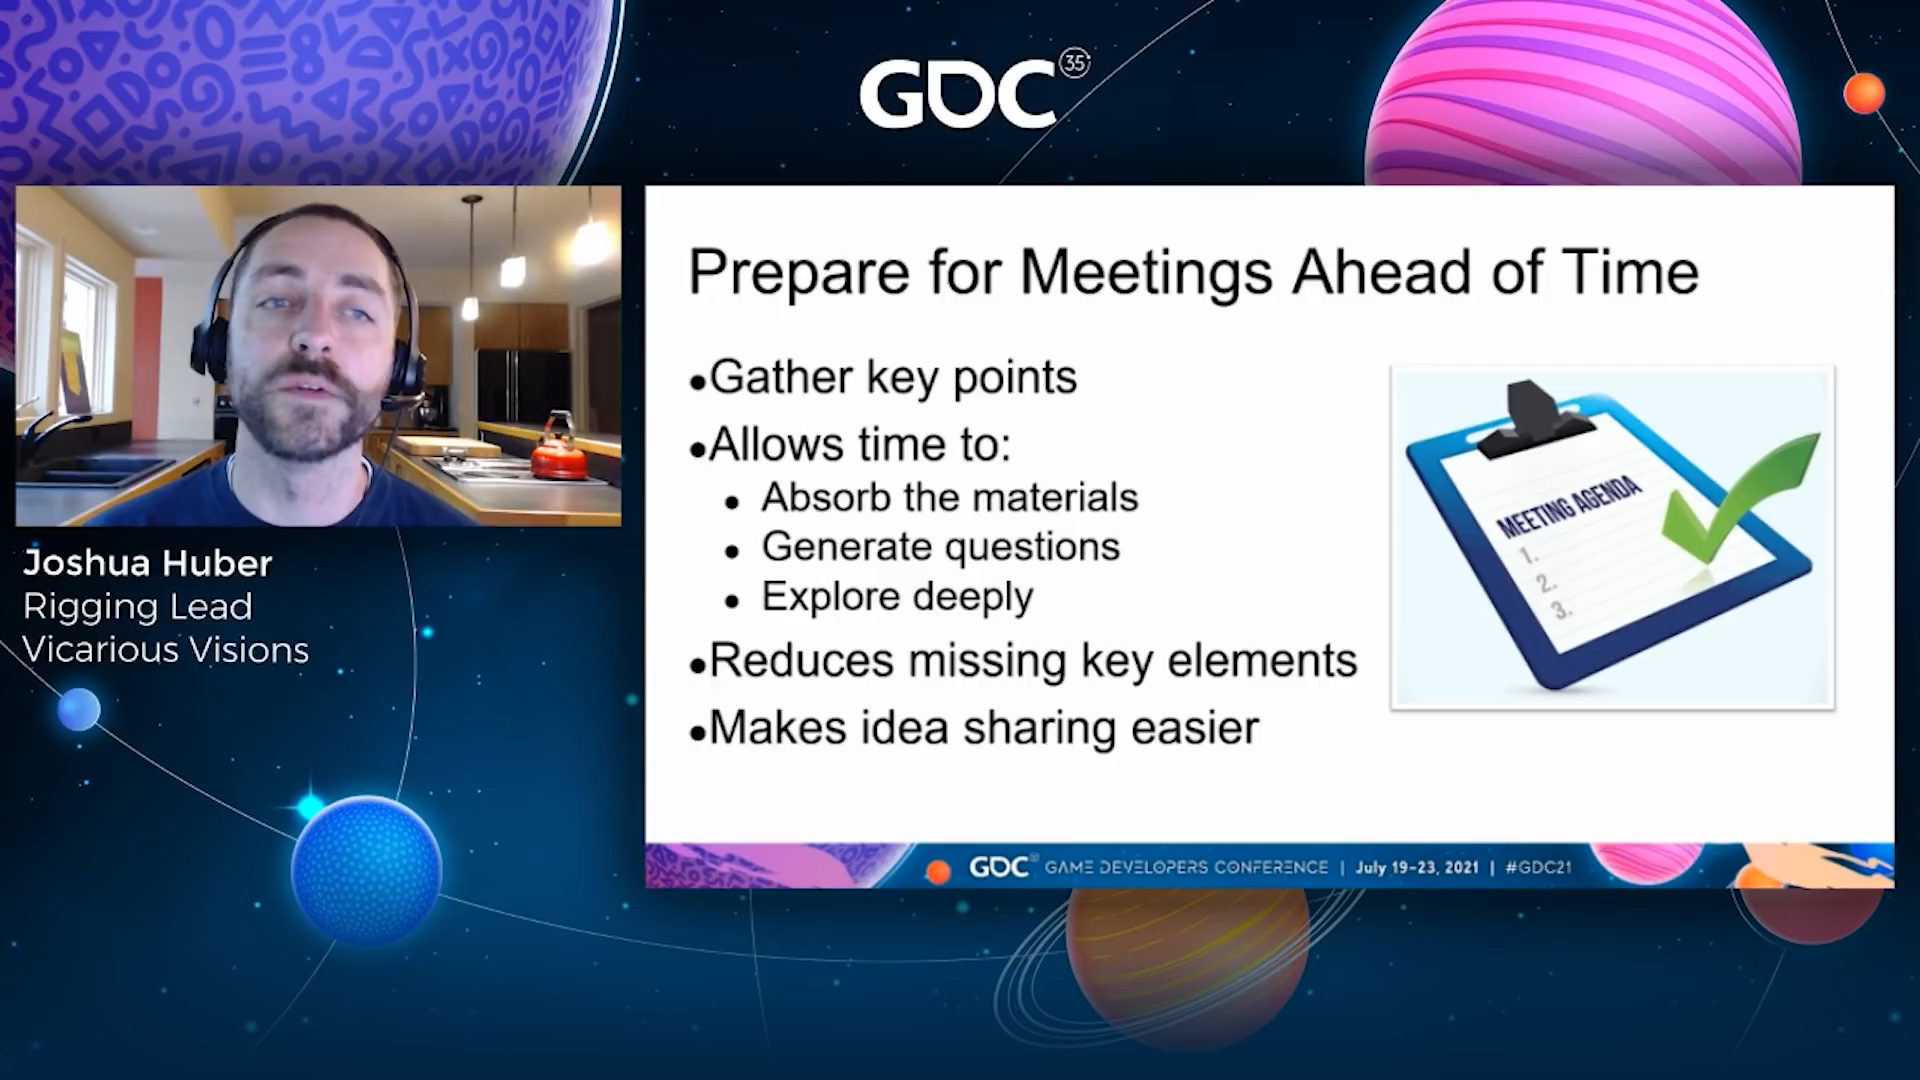 GDC 35
Joshua Huber
Rigging Lead
Vicarious Visions
Prepare for Meetings Ahead of Time
•Gather key points
•Allows time to:
• Absorb the materials
• Generate questions
• Explore deeply
•Reduces missing key elements
•Makes idea sharing easier
MEETING AGENDA
1.
2.
3.
GDC GAME DEVELOPERS CONFERENCE | July 19-23, 2021 | #GDC21